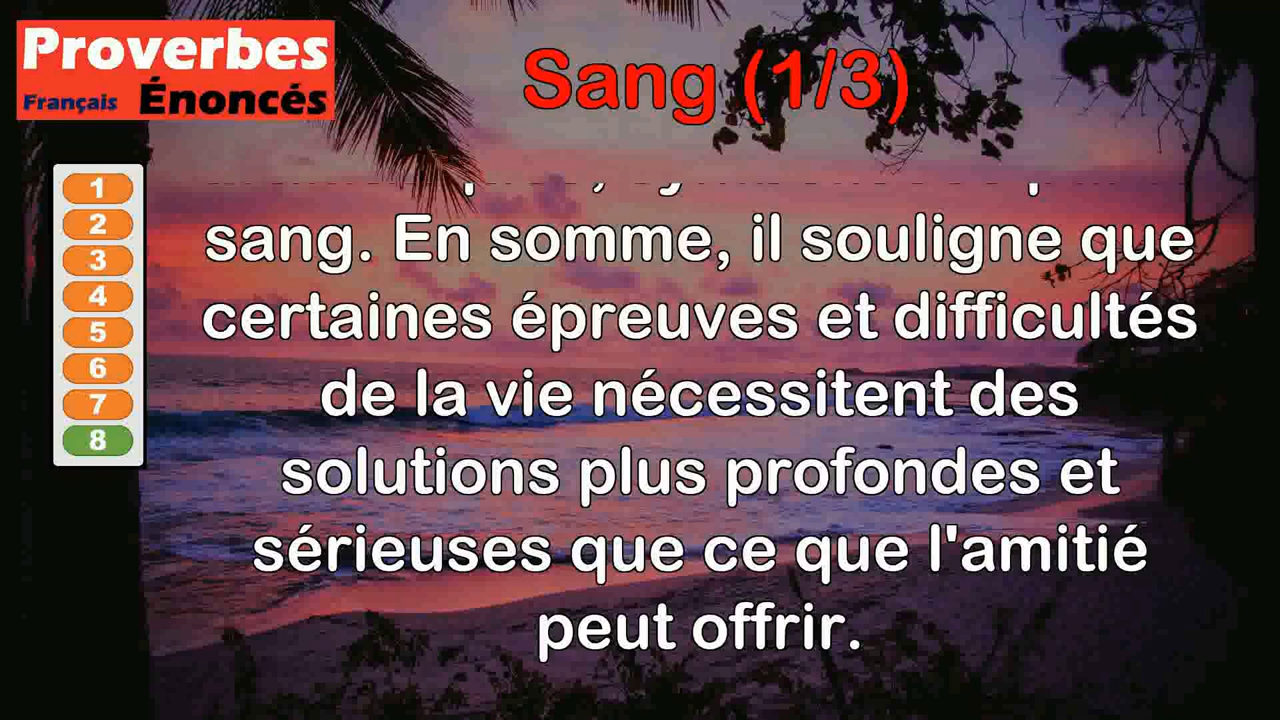 Proverbes
Français Énoncés
Sang (1/3)
1
2
3
4
5
6
7
8
sang. En somme, il souligne que
certaines épreuves et difficultés
de la vie nécessitent des
solutions plus profondes et
sérieuses que ce que l'amitié
peut offrir.